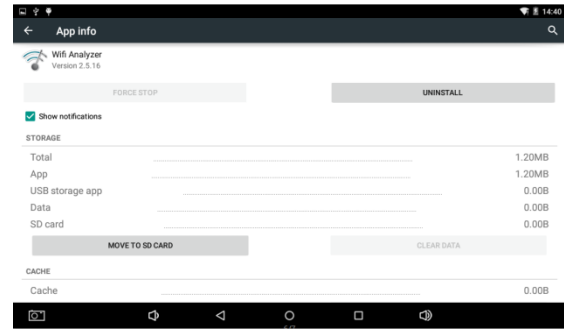 14:40
App info
Wifi Analyzer
Version 2.5.16
FORCE STOP
UNINSTALL
Show notifications
STORAGE
Total 1.20MB
App 1.20MB
USB storage app 0.00B
Data 0.00B
SD card 0.00B
MOVE TO SD CARD
CLEAR DATA
CACHE
Cache 0.00B